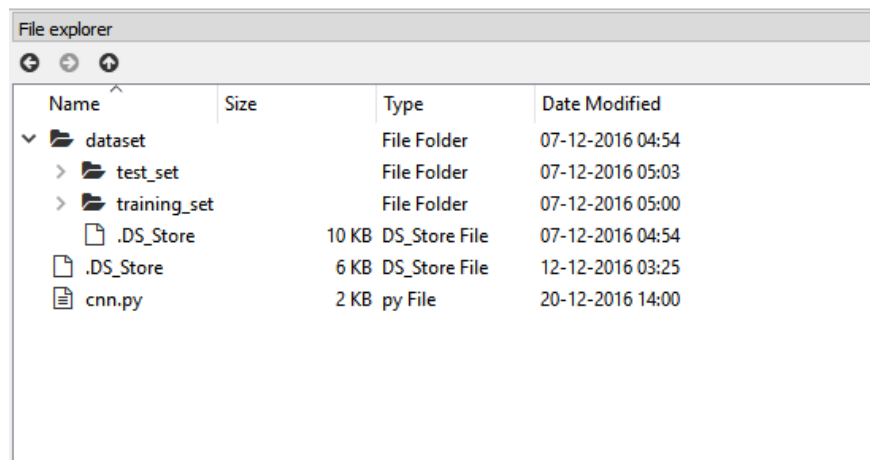 File explorer
Name Size Type Date Modified
dataset File Folder 07-12-2016 04:54
test_set File Folder 07-12-2016 05:03
training_set File Folder 07-12-2016 05:00
.DS_Store 10 KB DS_Store File 07-12-2016 04:54
.DS_Store 6 KB DS_Store File 12-12-2016 03:25
cnn.py 2 KB py File 20-12-2016 14:00